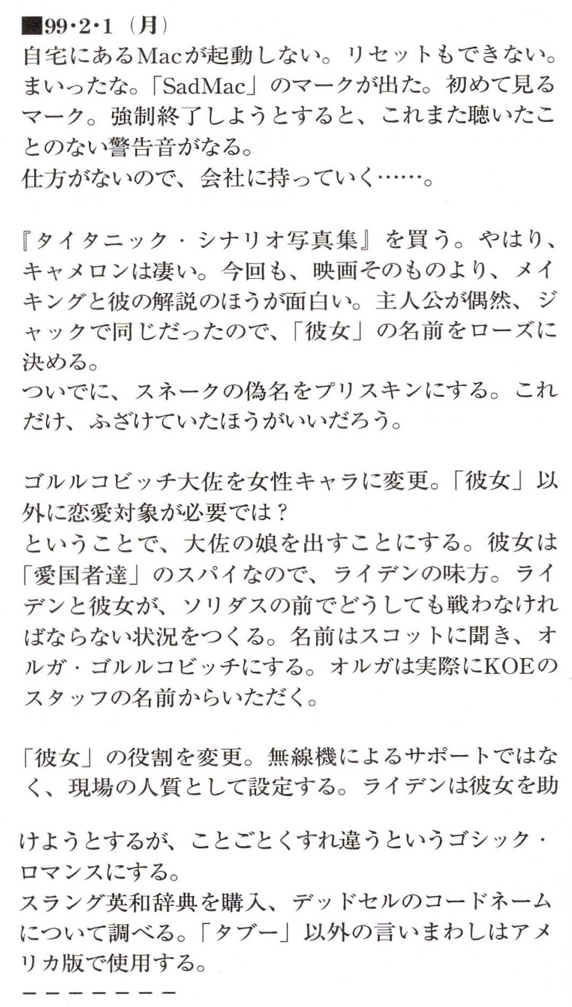 ■99・2・1（月）
自宅にあるMacが起動しない。リセットもできない。
まいったな。「SadMac」のマークが出た。初めて見る
マーク。強制終了しようとすると、これまた聴いたこ
とのない警告音がなる。
仕方がないので、会社に持っていく……。
『タイタニック・シナリオ写真集』を買う。やはり、
キャメロンは凄い。今回も、映画そのものより、メイ
キングと彼の解説のほうが面白い。主人公が偶然、ジ
ャックで同じだったので、「彼女」の名前をローズに
決める。
ついでに、スネークの偽名をプリスキンにする。これ
だけ、ふざけていたほうがいいだろう。
ゴルルコビッチ大佐を女性キャラに変更。「彼女」以
外に恋愛対象が必要では？
ということで、大佐の娘を出すことにする。彼女は
「愛国者達」のスパイなので、ライデンの味方。ライ
デンと彼女が、ソリダスの前でどうしても戦わなけれ
ばならない状況をつくる。名前はスコットに聞き、オ
ルガ・ゴルルコビッチにする。オルガは実際にKOEの
スタッフの名前からいただく。
「彼女」の役割を変更。無線機によるサポートではな
く、現場の人質として設定する。ライデンは彼女を助
けようとするが、ことごとくすれ違うというゴシック・
ロマンスにする。
スラング英和辞典を購入、デッドセルのコードネーム
について調べる。「タブー」以外の言いまわしはアメ
リカ版で使用する。
－－－－－－－